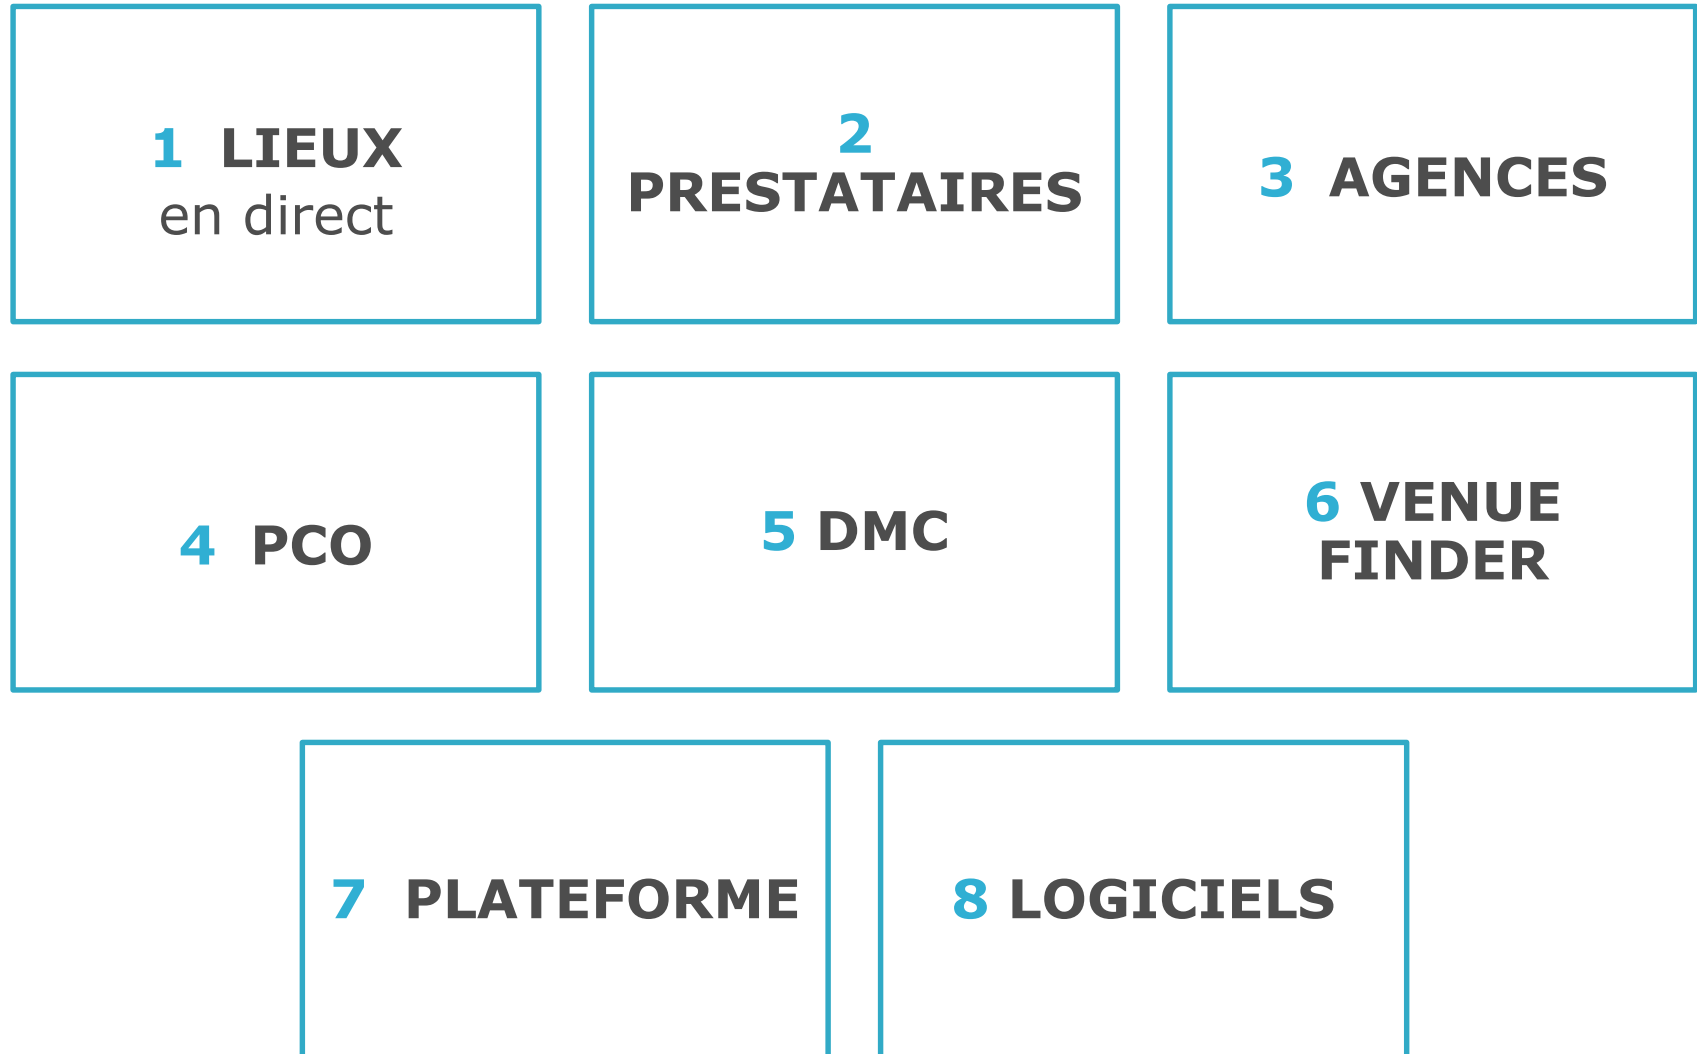 1 LIEUX
en direct
2
PRESTATAIRES
3 AGENCES
4 PCO
5 DMC
6 VENUE
FINDER
7 PLATEFORME
8 LOGICIELS